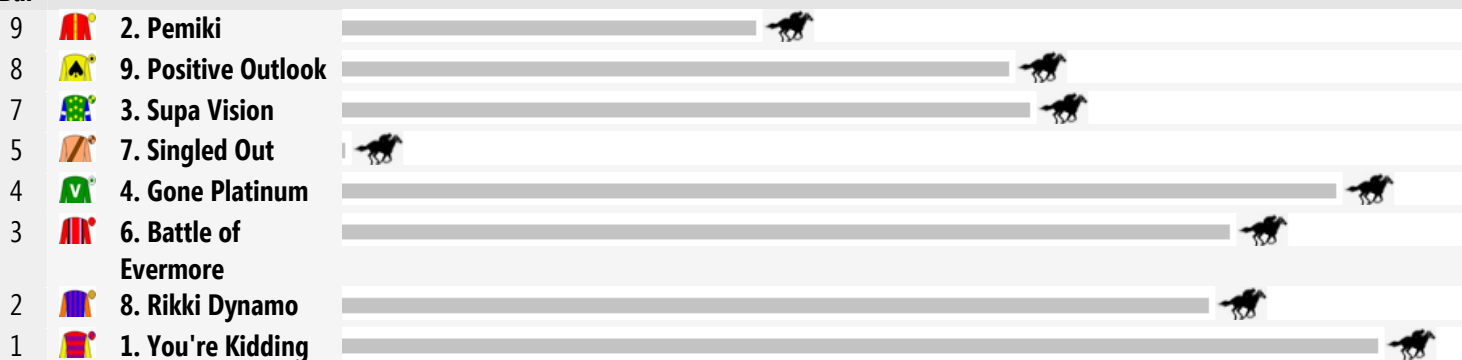 9 2. Pemiki
8 9. Positive Outlook
7 3. Supa Vision
5 7. Singled Out
4 V 4. Gone Platinum
3 6. Battle of
Evermore
2 8. Rikki Dynamo
1 1. You're Kidding